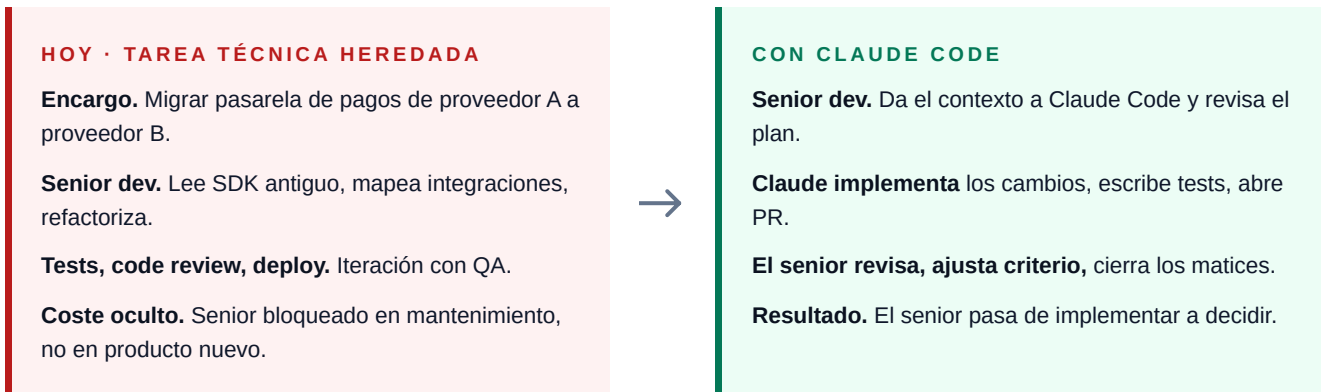 HOY · TAREA TÉCNICA HEREDADA
Encargo. Migrar pasarela de pagos de proveedor A a
proveedor B.
Senior dev. Lee SDK antiguo, mapea integraciones,
refactoriza.
Tests, code review, deploy. Iteración con QA.
Coste oculto. Senior bloqueado en mantenimiento,
no en producto nuevo.
→
CON CLAUDE CODE
Senior dev. Da el contexto a Claude Code y revisa el
plan.
Claude implementa los cambios, escribe tests, abre
PR.
El senior revisa, ajusta criterio, cierra los matices.
Resultado. El senior pasa de implementar a decidir.